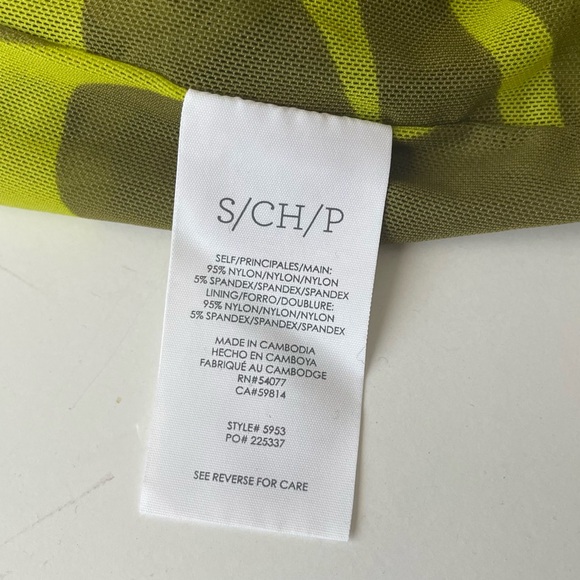 S/CH/P
SELF/PRINCIPALES/MAIN:
95% NYLON/NYLON/NYLON
5% SPANDEX/SPANDEX/SPANDEX
LINING/FORRO/DOUBLURE:
95% NYLON/NYLON/NYLON
5% SPANDEX/SPANDEX/SPANDEX
MADE IN CAMBODIA
HECHO EN CAMBOYA
FABRIQUÉ AU CAMBODGE
RN#54077
CA#59814
STYLE# 5953
PO# 225337
SEE REVERSE FOR CARE